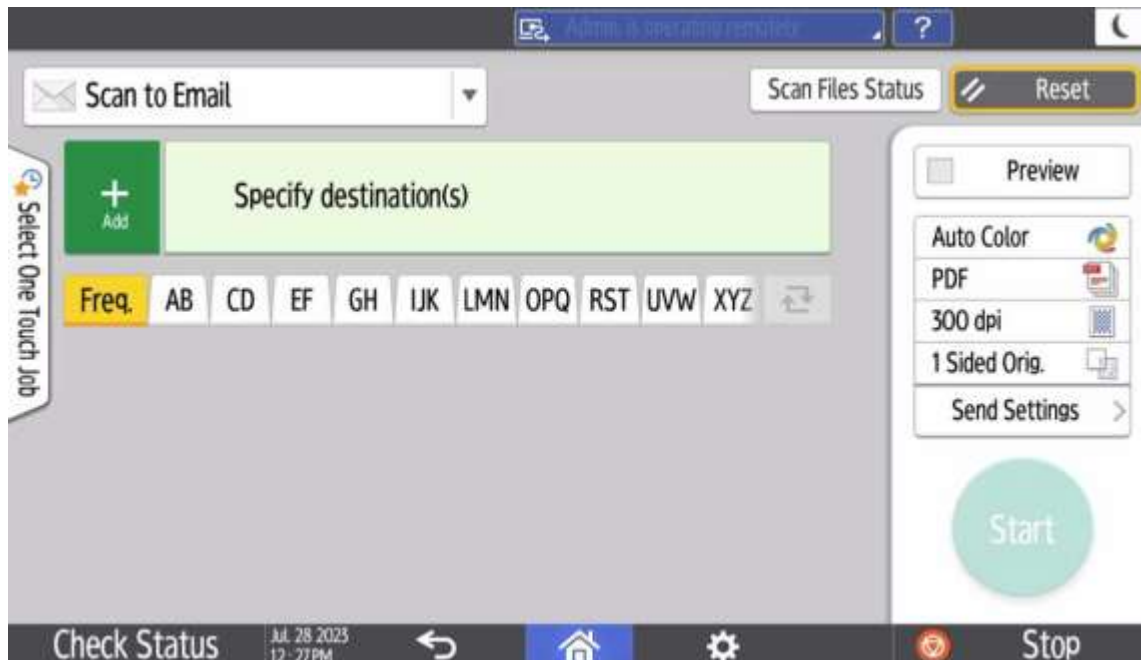 Admin is operating remotely
?
Scan to Email
Scan Files Status
Reset
Select One Touch Job
Add
Specify destination(s)
Preview
Freq.
AB
CD
EF
GH
IJK
LMN
OPQ
RST
UVW
XYZ
Auto Color
PDF
300 dpi
1 Sided Orig.
Send Settings
Start
Check Status
Jul. 28 2023
12:27PM
Stop